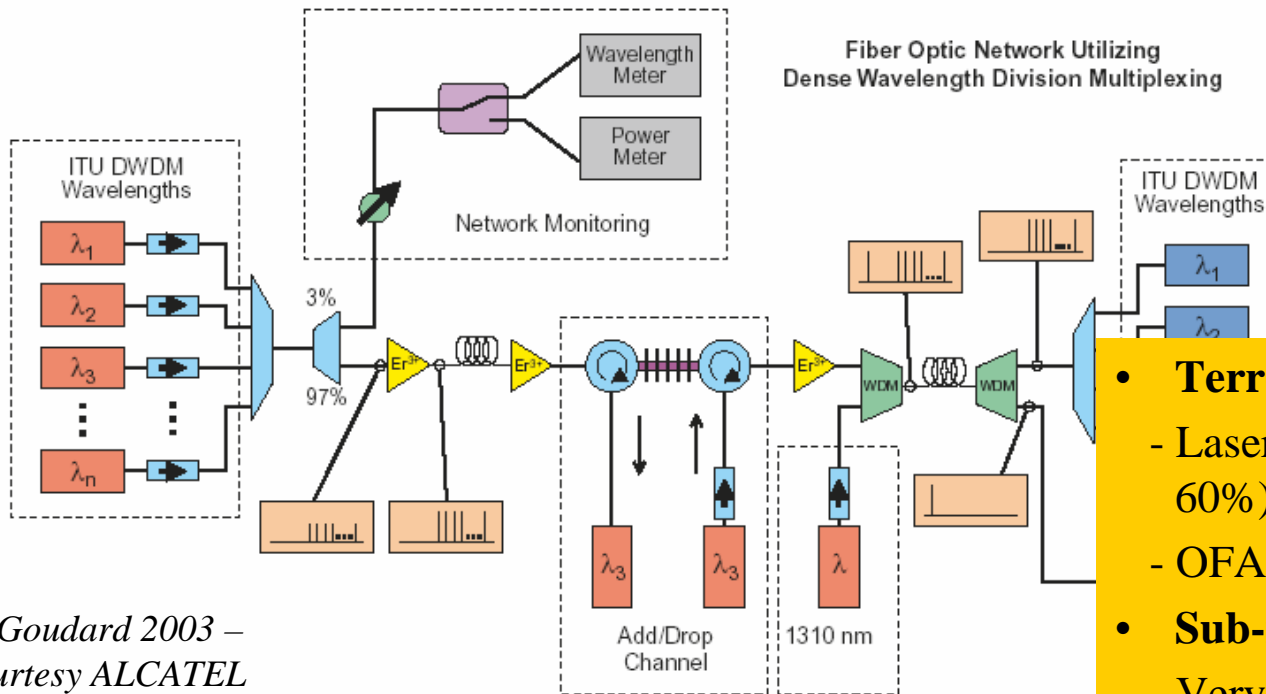 Fiber Optic Network Utilizing
Dense Wavelength Division Multiplexing
Wavelength
Meter
Power
Meter
Network Monitoring
ITU DWDM
Wavelengths
λ1
λ2
λ3
λn
3%
97%
Er3+
Er3+
λ3
λ3
Add/Drop
Channel
Er3+
WDM
WDM
λ
1310 nm
ITU DWDM
Wavelengths
λ1
λ2
Goudard 2003 –
urtesy ALCATEL
• Terr
- Laser
60%)
- OFA
• Sub-
Very